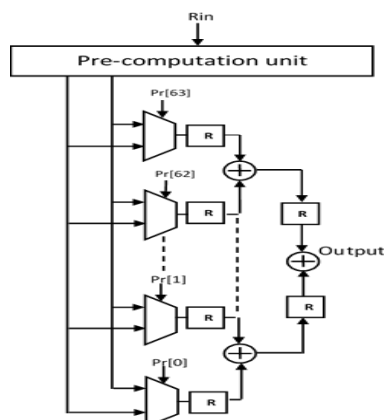 Rin
Pre-computation unit
Pr[63]
R
Pr[62]
R
R
Output
Pr[1]
R
R
Pr[0]
R